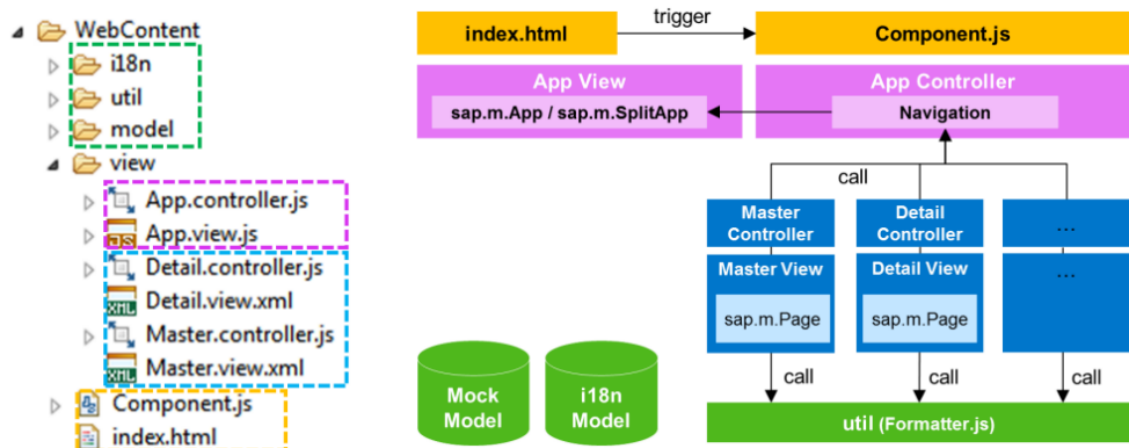 WebContent
i18n
util
model
view
App.controller.js
App.view.js
Detail.controller.js
XML
Detail.view.xml
Master.controller.js
XML
Master.view.xml
Component.js
index.html
index.html
trigger
Component.js
App View
sap.m.App / sap.m.SplitApp
App Controller
Navigation
call
Master
Controller
Detail
Controller
...
Master View
sap.m.Page
Detail View
sap.m.Page
...
call
call
call
Mock
Model
i18n
Model
util (Formatter.js)